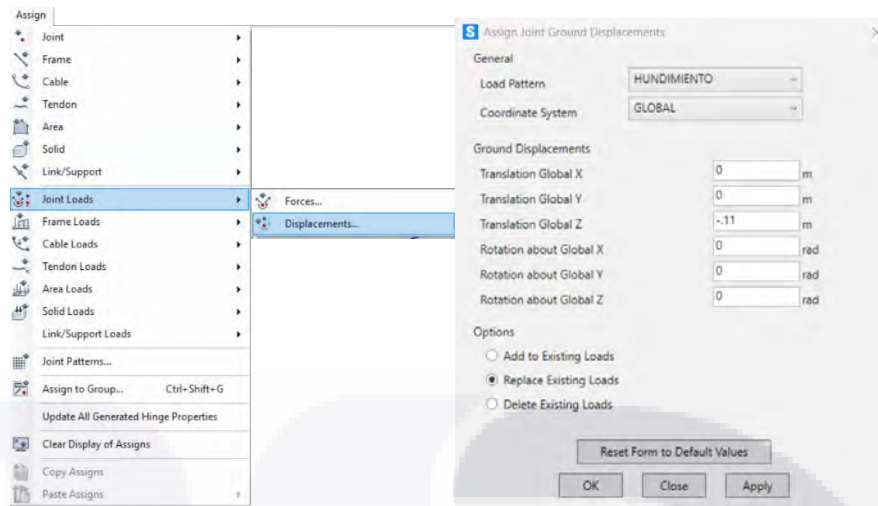 Assign
Joint
Frame
Cable
Tendon
Area
Solid
Link/Support
Joint Loads
Frame Loads
Cable Loads
Tendon Loads
Area Loads
Solid Loads
Link/Support Loads
Joint Patterns...
Assign to Group... Ctrl+Shift+G
Update All Generated Hinge Properties
Clear Display of Assigns
Copy Assigns
Paste Assigns
Forces...
Displacements...
S Assign Joint Ground Displacements
General
Load Pattern HUNDIMIENTO
Coordinate System GLOBAL
Ground Displacements
Translation Global X 0 m
Translation Global Y 0 m
Translation Global Z -.11 m
Rotation about Global X 0 rad
Rotation about Global Y 0 rad
Rotation about Global Z 0 rad
Options
Add to Existing Loads
Replace Existing Loads
Delete Existing Loads
Reset Form to Default Values
OK Close Apply